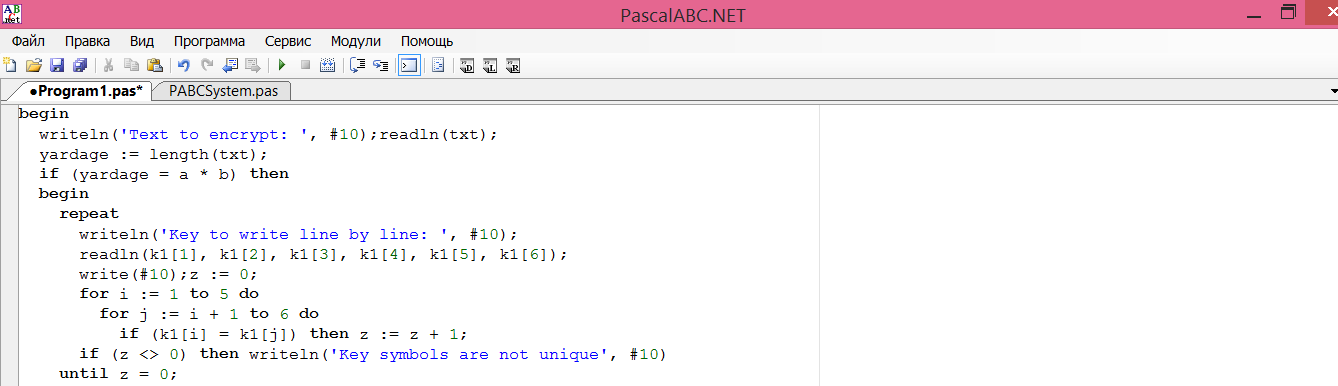 AB
.net
PascalABC.NET
Файл Правка Вид Программа Сервис Модули Помощь
D L R
•Program1.pas* PABCSystem.pas
begin
writeln('Text to encrypt: ', #10);readln(txt);
yardage := length(txt);
if (yardage = a * b) then
begin
repeat
writeln('Key to write line by line: ', #10);
readln(k1[1], k1[2], k1[3], k1[4], k1[5], k1[6]);
write(#10);z := 0;
for i := 1 to 5 do
for j := i + 1 to 6 do
if (k1[i] = k1[j]) then z := z + 1;
if (z <> 0) then writeln('Key symbols are not unique', #10)
until z = 0;